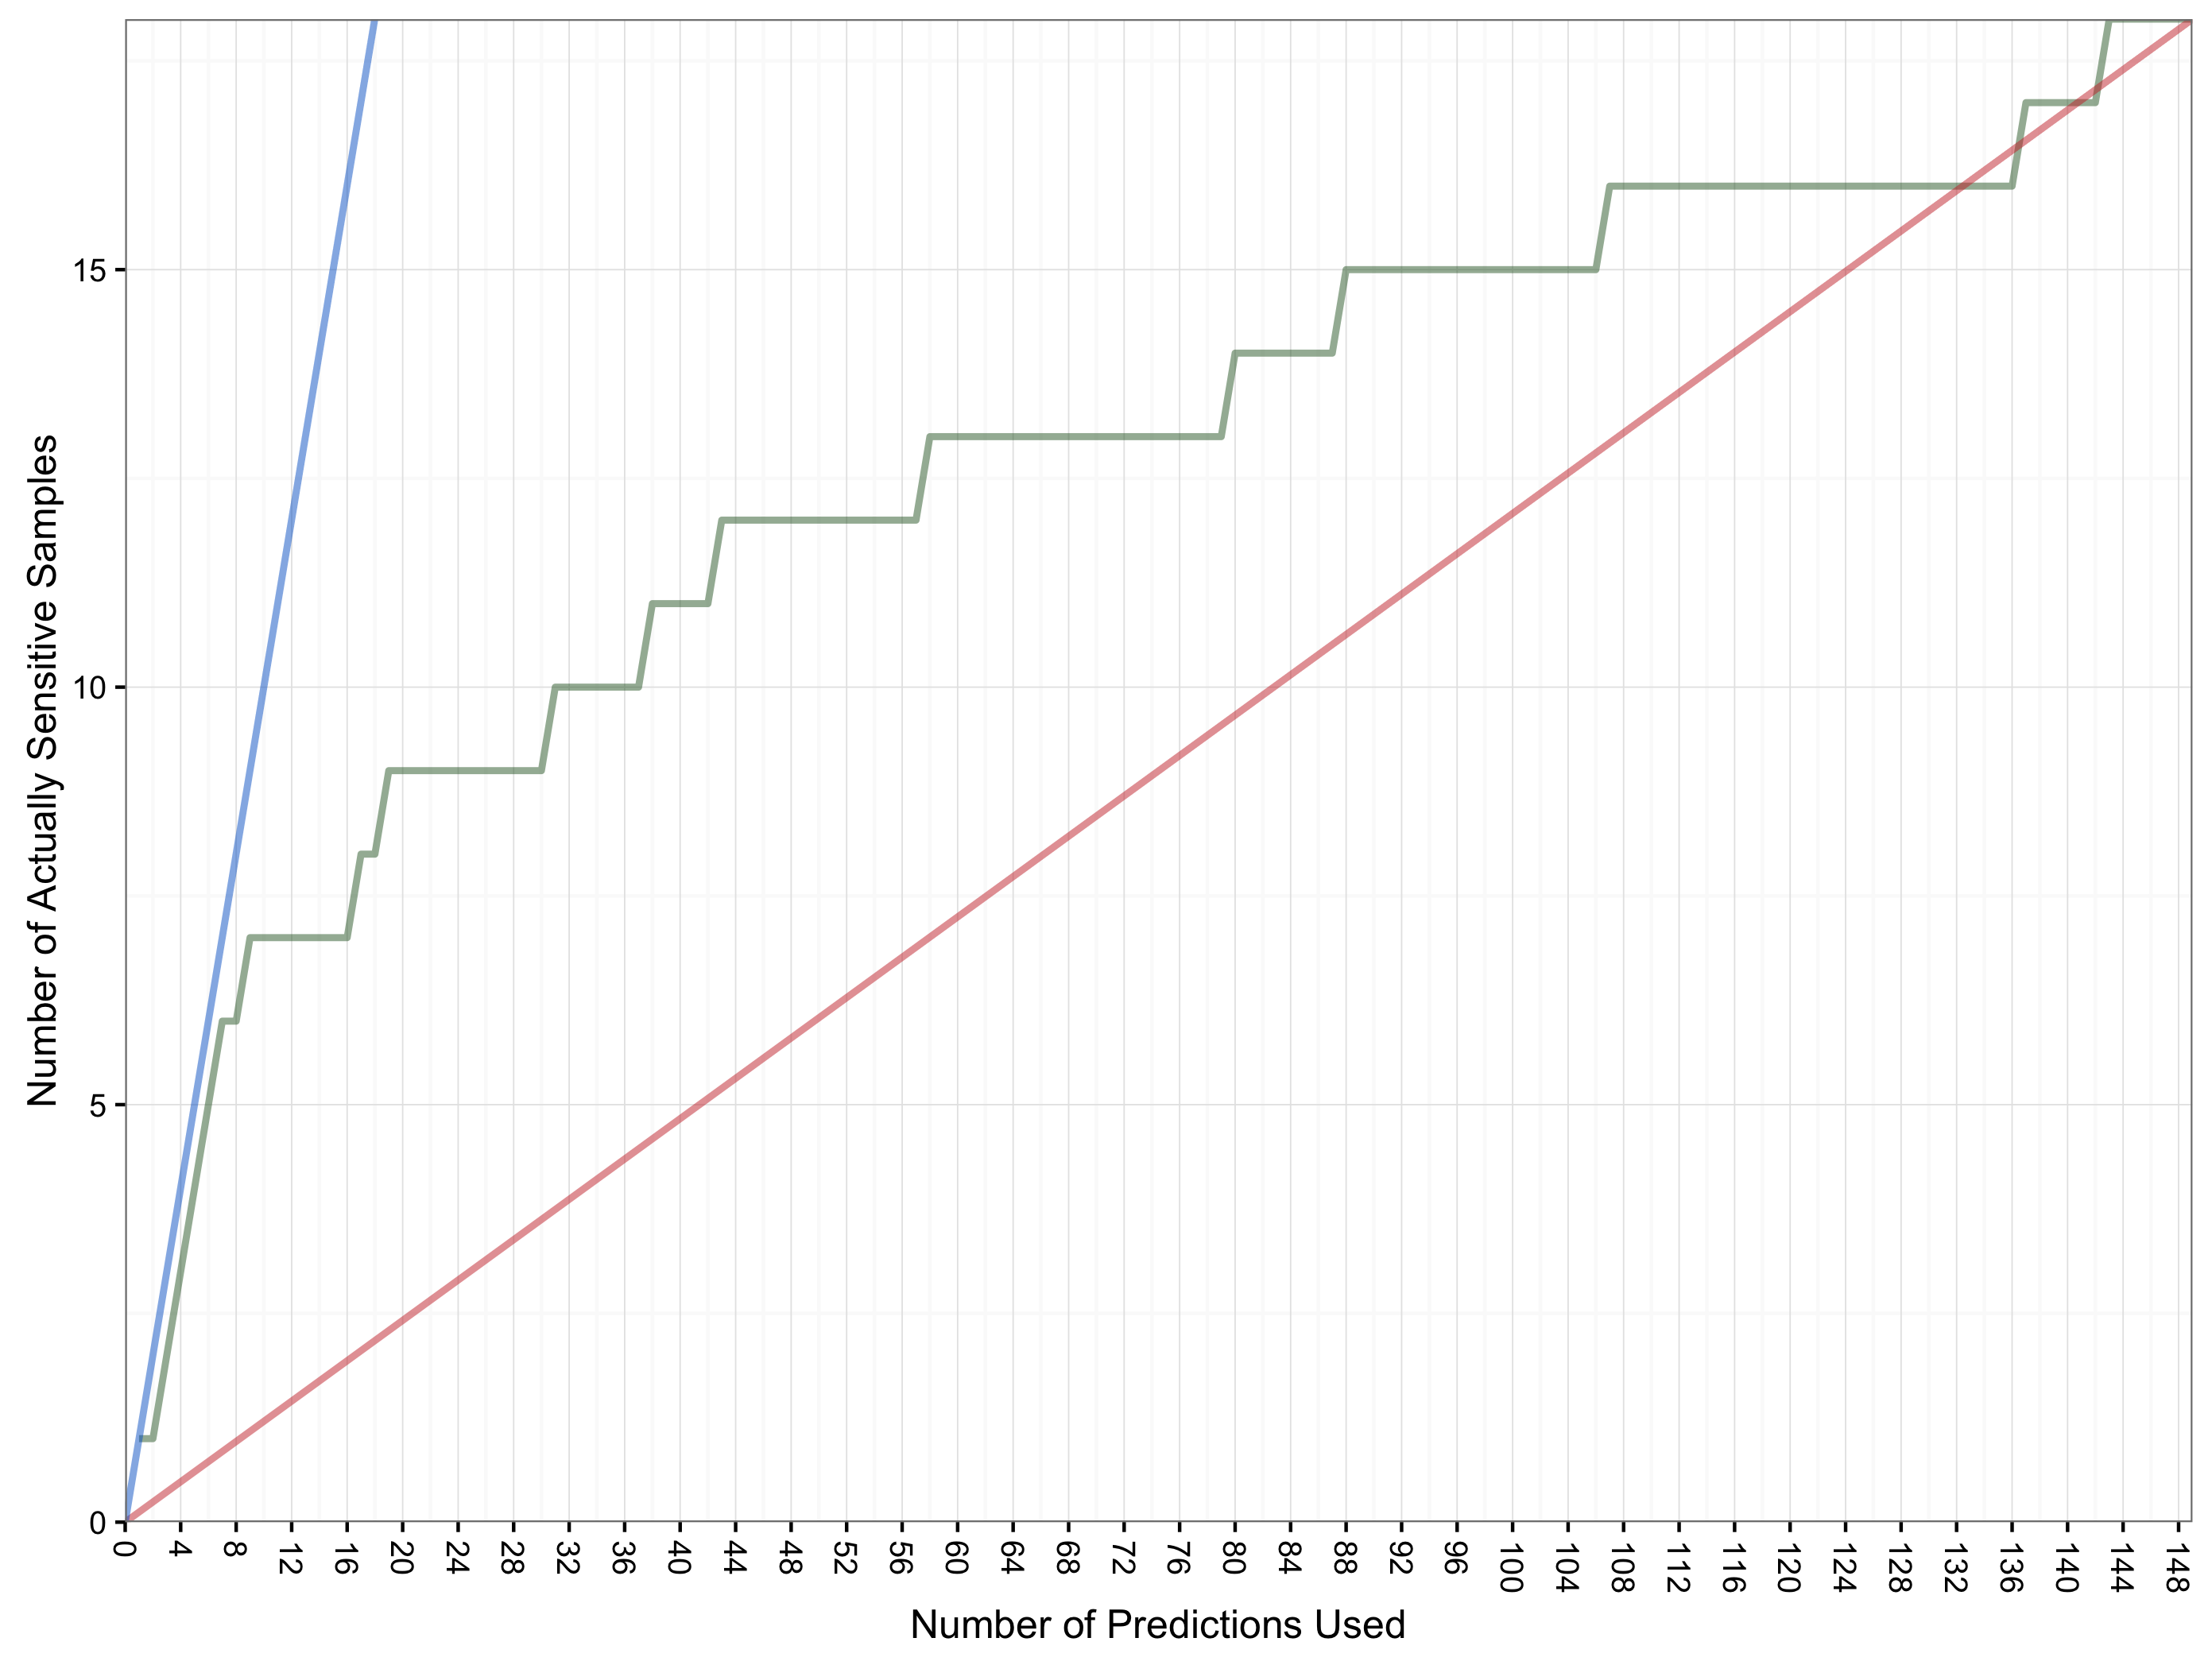 Number of Actually Sensitive Samples
15
10
5
0
0 4 8 12 16 20 24 28 32 36 40 44 48 52 56 60 64 68 72 76 80 84 88 92 96 100 104 108 112 116 120 124 128 132 136 140 144 148
Number of Predictions Used